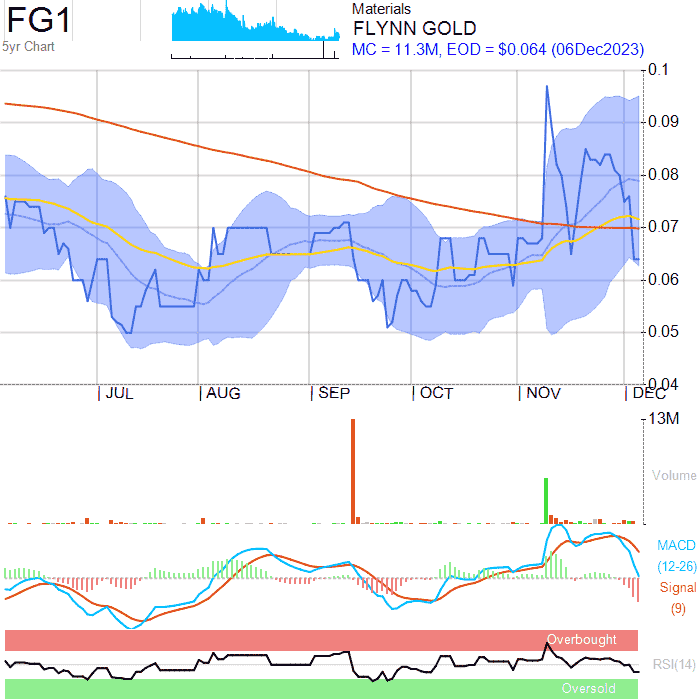 FG1
5yr Chart
Materials
FLYNN GOLD
MC = 11.3M, EOD = $0.064 (06Dec2023)
0.1
0.09
0.08
0.07
0.06
0.05
0.04
JUL AUG SEP OCT NOV DEC
13M
Volume
MACD
(12-26)
Signal
(9)
Overbought
RSI(14)
Oversold